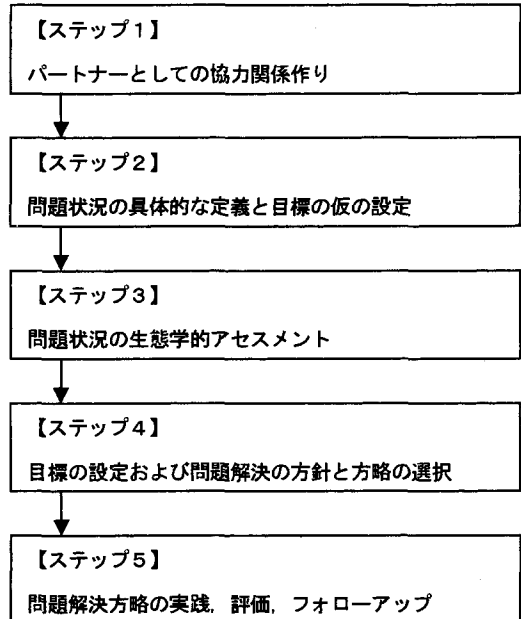 【ステップ１】
パートナーとしての協力関係作り
【ステップ２】
問題状況の具体的な定義と目標の仮の設定
【ステップ３】
問題状況の生態学的アセスメント
【ステップ４】
目標の設定および問題解決の方針と方略の選択
【ステップ５】
問題解決方略の実践，評価，フォローアップ